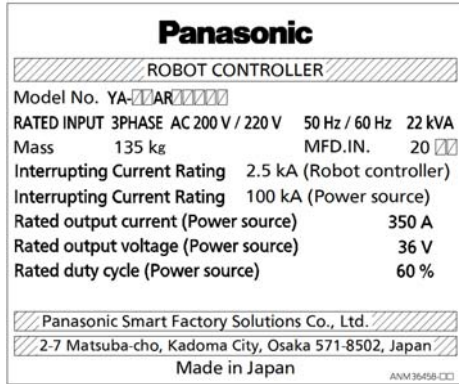 Panasonic
ROBOT CONTROLLER
Model No. YA-▯▯AR▯▯▯▯▯
RATED INPUT 3PHASE AC 200 V / 220 V 50 Hz / 60 Hz 22 kVA
Mass 135 kg MFD.IN. 20 ▯▯
Interrupting Current Rating 2.5 kA (Robot controller)
Interrupting Current Rating 100 kA (Power source)
Rated output current (Power source) 350 A
Rated output voltage (Power source) 36 V
Rated duty cycle (Power source) 60 %
Panasonic Smart Factory Solutions Co., Ltd.
2-7 Matsuba-cho, Kadoma City, Osaka 571-8502, Japan
Made in Japan
ANM36458-□□